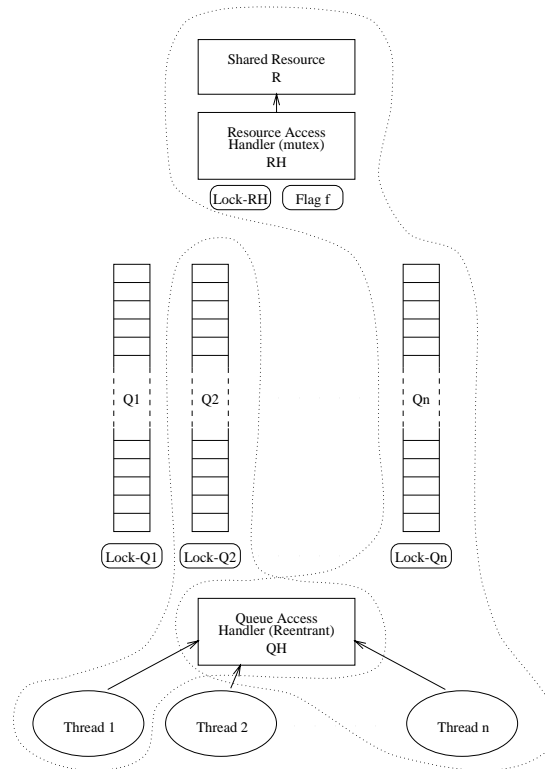 Shared Resource
R
Resource Access
Handler (mutex)
RH
Lock-RH
Flag f
Q1
Q2
Qn
Lock-Q1
Lock-Q2
Lock-Qn
Queue Access
Handler (Reentrant)
QH
Thread 1
Thread 2
Thread n